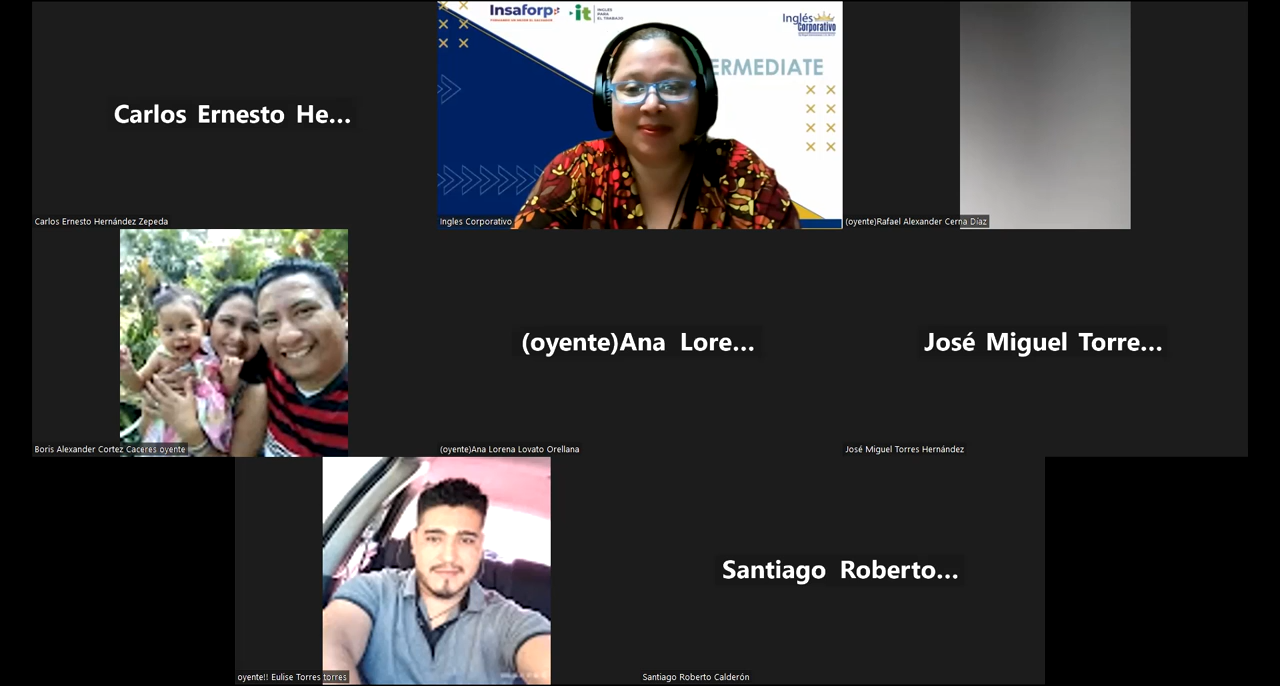 Carlos Ernesto He...
Carlos Ernesto Hernández Zepeda
Insaforp
it
INGLÉS
PARA
EL TRABAJO
Inglés
Corporativo
ERMEDIATE
Ingles Corporativo
(oyente)Rafael Alexander Cerna Díaz
Boris Alexander Cortez Caceres oyente
(oyente)Ana Lore...
(oyente)Ana Lorena Lovato Orellana
José Miguel Torre...
José Miguel Torres Hernández
oyente!! Eulise Torres torres
Santiago Roberto...
Santiago Roberto Calderón